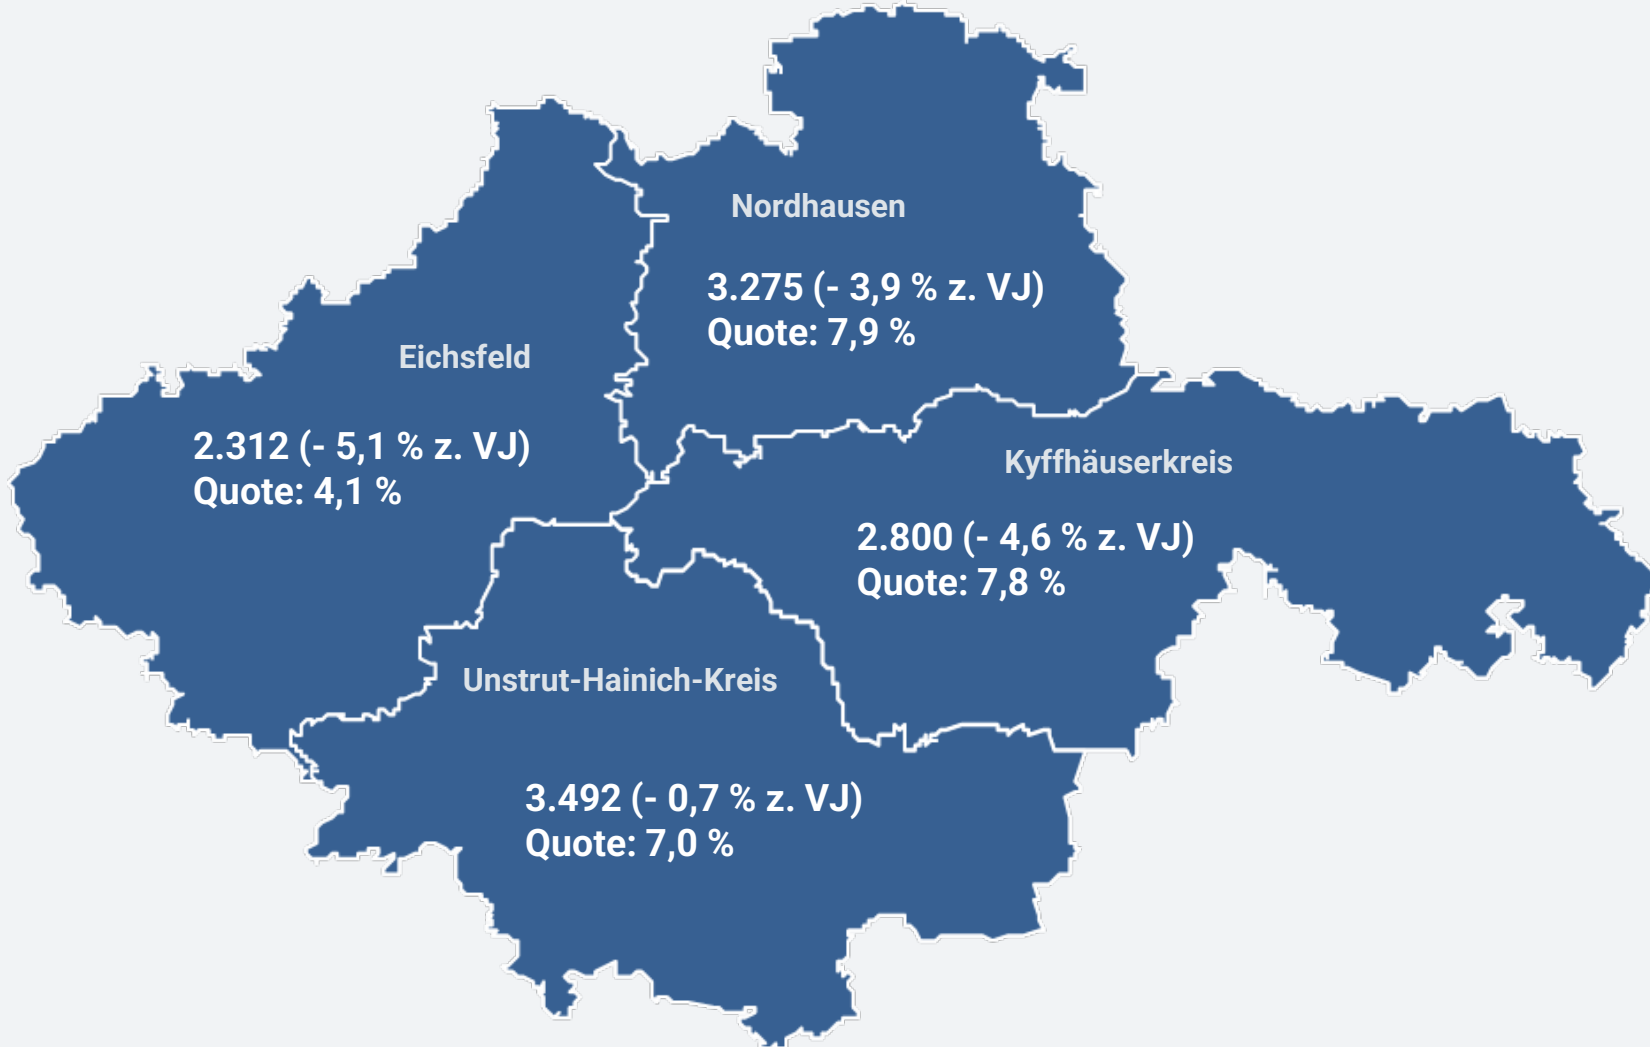 Nordhausen
3.275 (- 3,9 % z. VJ)
Quote: 7,9 %
Eichsfeld
2.312 (- 5,1 % z. VJ)
Quote: 4,1 %
Kyffhäuserkreis
2.800 (- 4,6 % z. VJ)
Quote: 7,8 %
Unstrut-Hainich-Kreis
3.492 (- 0,7 % z. VJ)
Quote: 7,0 %